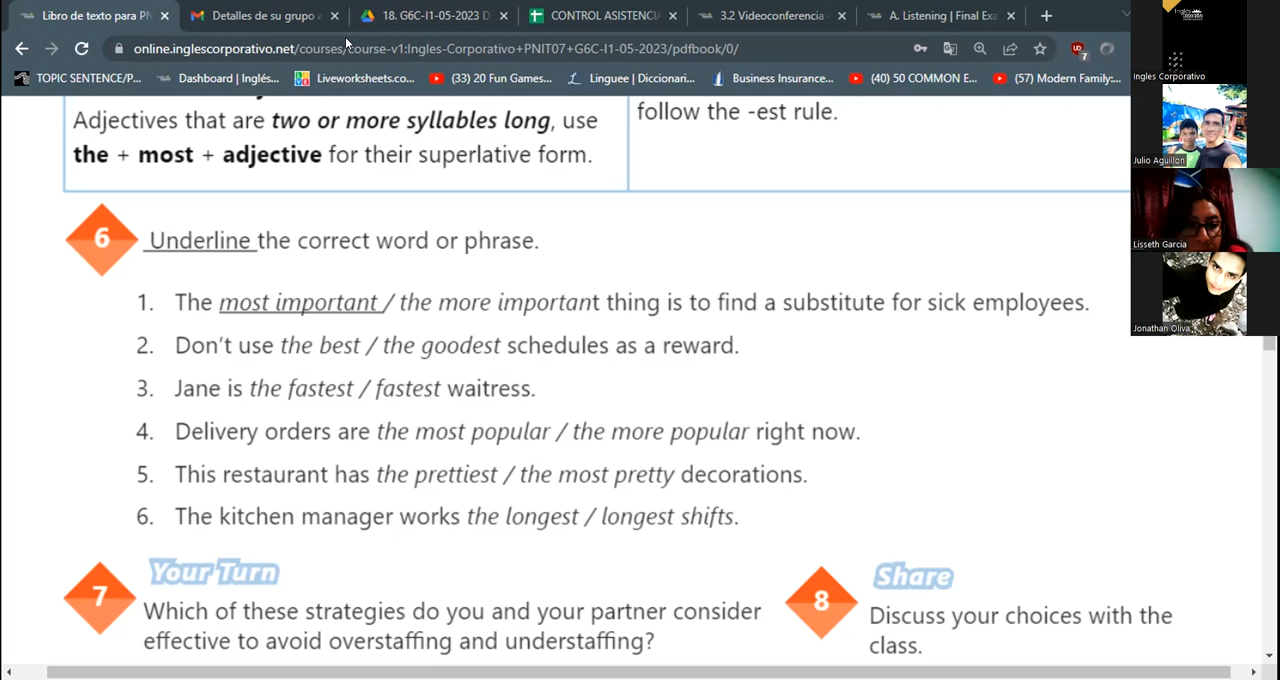 Libro de texto para PN
Detalles de su grupo a
18. G6C-I1-05-2023 D
CONTROL ASISTENCI
3.2 Videoconferencia
A. Listening | Final Exa
online.inglescorporativo.net/courses/course-v1:Ingles-Corporativo+PNIT07+G6C-I1-05-2023/pdfbook/0/
7
TOPIC SENTENCE/P...
Dashboard | Inglés...
Liveworksheets.co...
(33) 20 Fun Games...
Linguee | Diccionari...
Business Insurance...
(40) 50 COMMON E...
(57) Modern Family:...
Adjectives that are two or more syllables long, use
the + most + adjective for their superlative form.
follow the -est rule.
6
Underline the correct word or phrase.
1. The most important / the more important thing is to find a substitute for sick employees.
2. Don't use the best / the goodest schedules as a reward.
3. Jane is the fastest / fastest waitress.
4. Delivery orders are the most popular / the more popular right now.
5. This restaurant has the prettiest / the most pretty decorations.
6. The kitchen manager works the longest / longest shifts.
7
Your Turn
Which of these strategies do you and your partner consider
effective to avoid overstaffing and understaffing?
8
Share
Discuss your choices with the
class.
Ingles Corporativo
Julio Aguillon
Lisseth Garcia
Jonathan Oliva